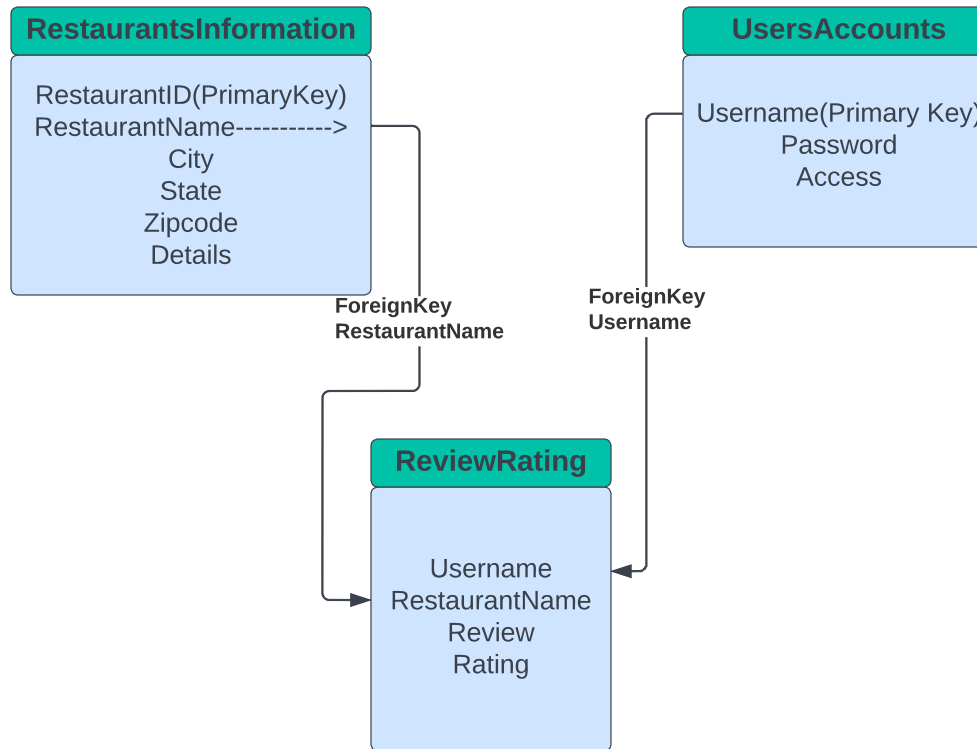 RestaurantsInformation
RestaurantID(PrimaryKey)
RestaurantName----------->
City
State
Zipcode
Details
UsersAccounts
Username(Primary Key)
Password
Access
ForeignKey
RestaurantName
ForeignKey
Username
ReviewRating
Username
RestaurantName
Review
Rating